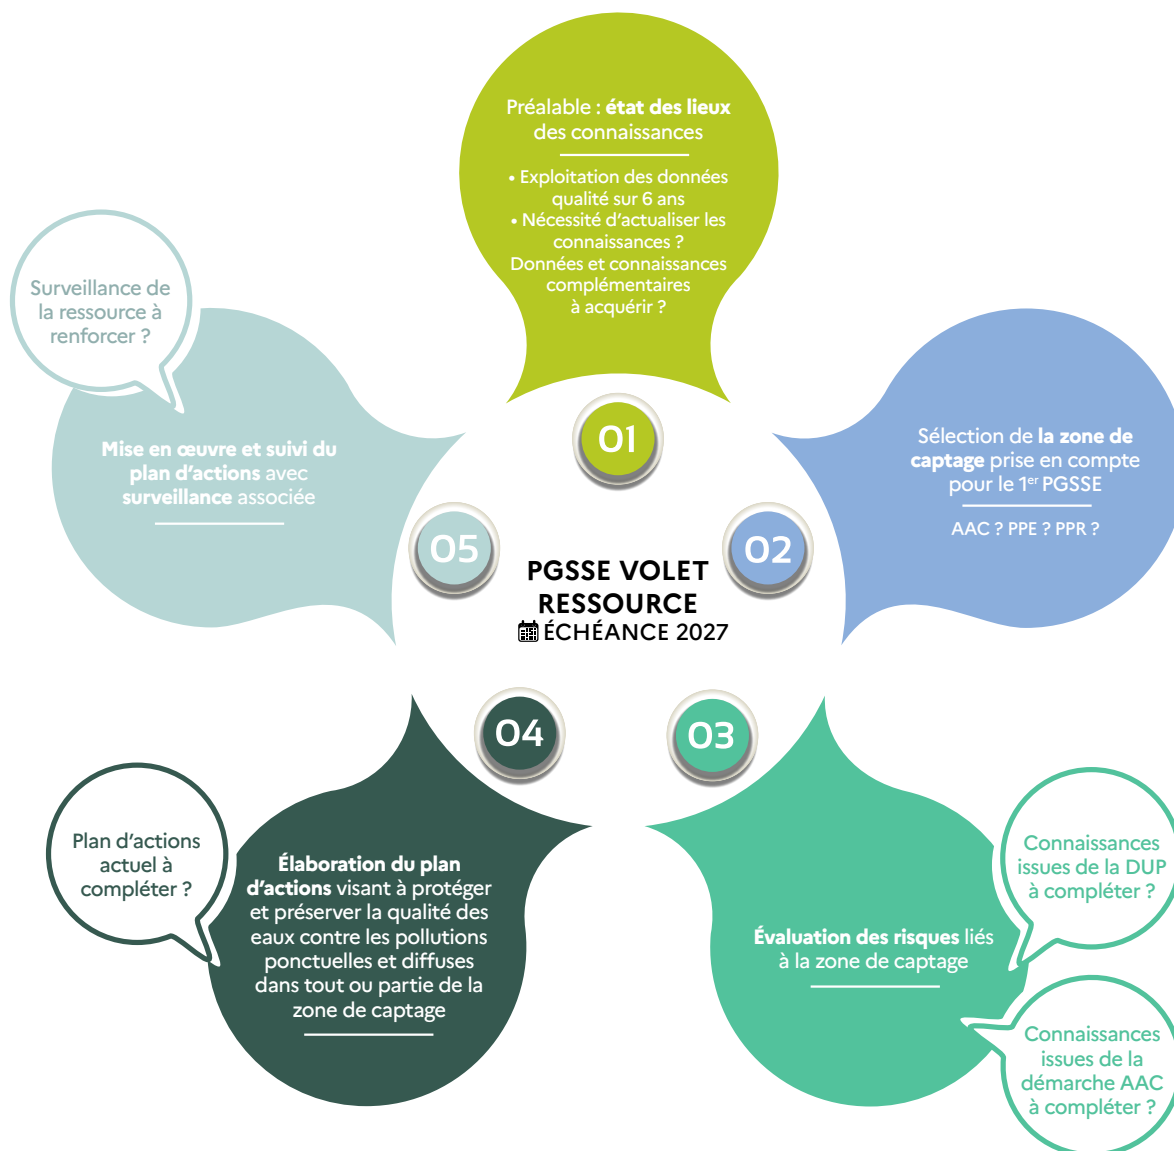 Préalable : état des lieux
des connaissances
• Exploitation des données
qualité sur 6 ans
• Nécessité d'actualiser les
connaissances ?
Données et connaissances
complémentaires
à acquérir ?
01
Sélection de la zone de
captage prise en compte
pour le 1er PGSSE
AAC ? PPE ? PPR ?
02
PGSSE VOLET
RESSOURCE
ÉCHÉANCE 2027
03
Évaluation des risques liés
à la zone de captage
Connaissances
issues de la DUP
à compléter ?
Connaissances
issues de la
démarche AAC
à compléter ?
04
Élaboration du plan
d'actions visant à protéger
et préserver la qualité des
eaux contre les pollutions
ponctuelles et diffuses
dans tout ou partie de la
zone de captage
Plan d'actions
actuel à
compléter ?
05
Mise en œuvre et suivi du
plan d'actions avec
surveillance associée
Surveillance de
la ressource à
renforcer ?